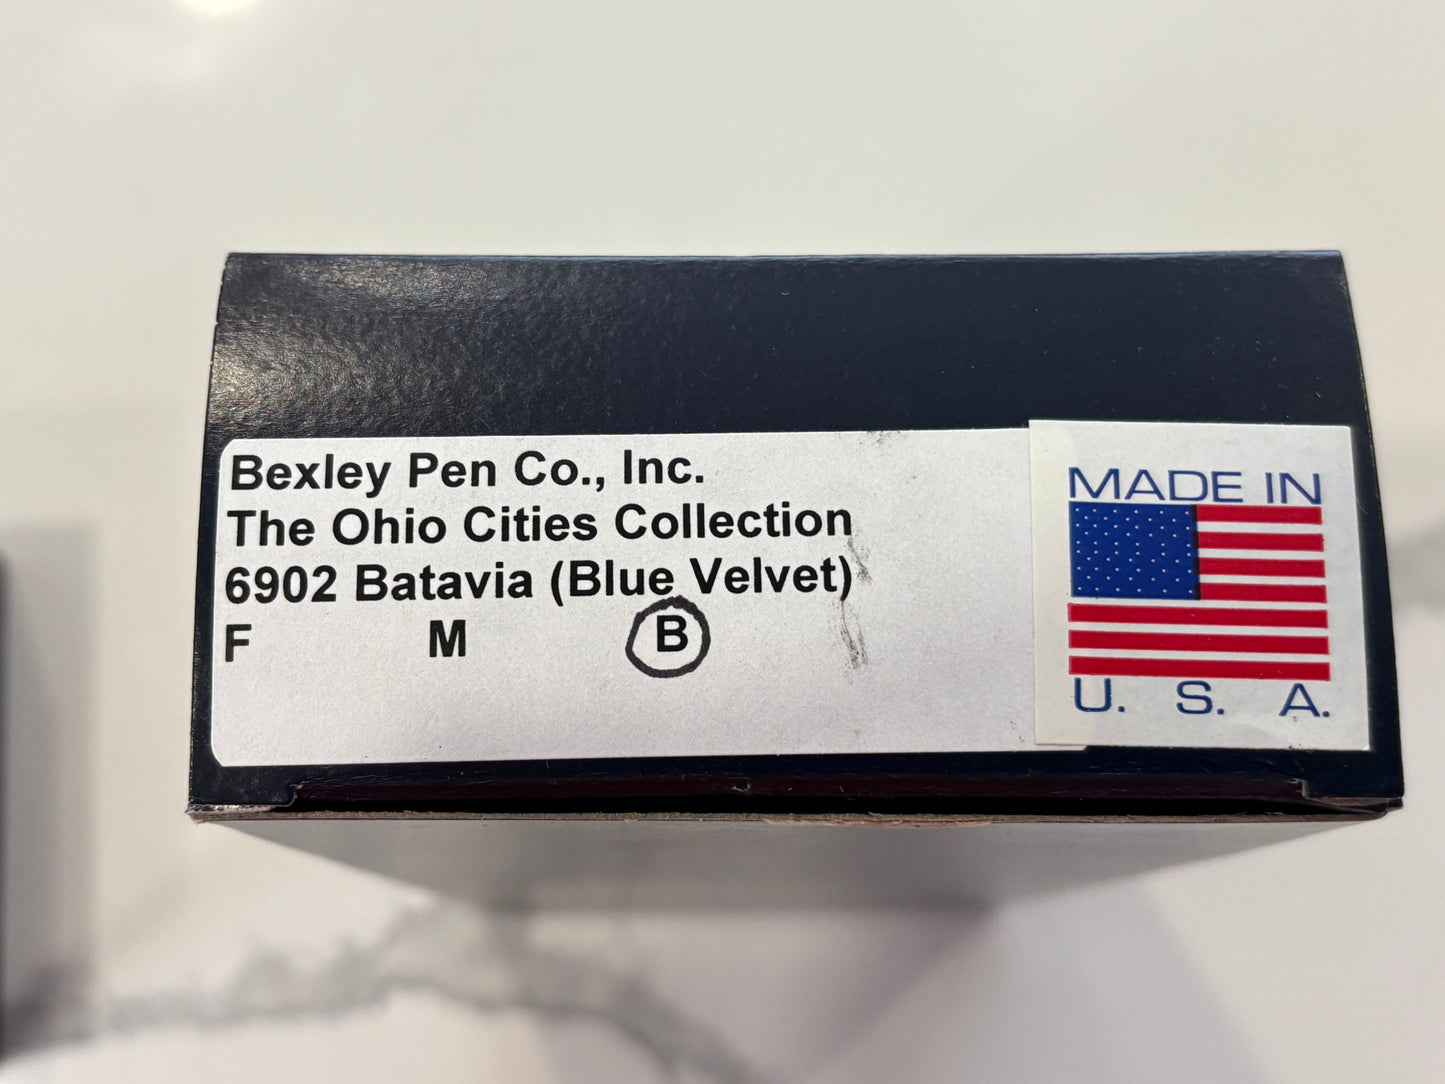 Bexley Pen Co., Inc.
The Ohio Cities Collection
6902 Batavia (Blue Velvet)
F M B
MADE IN
U. S. A.